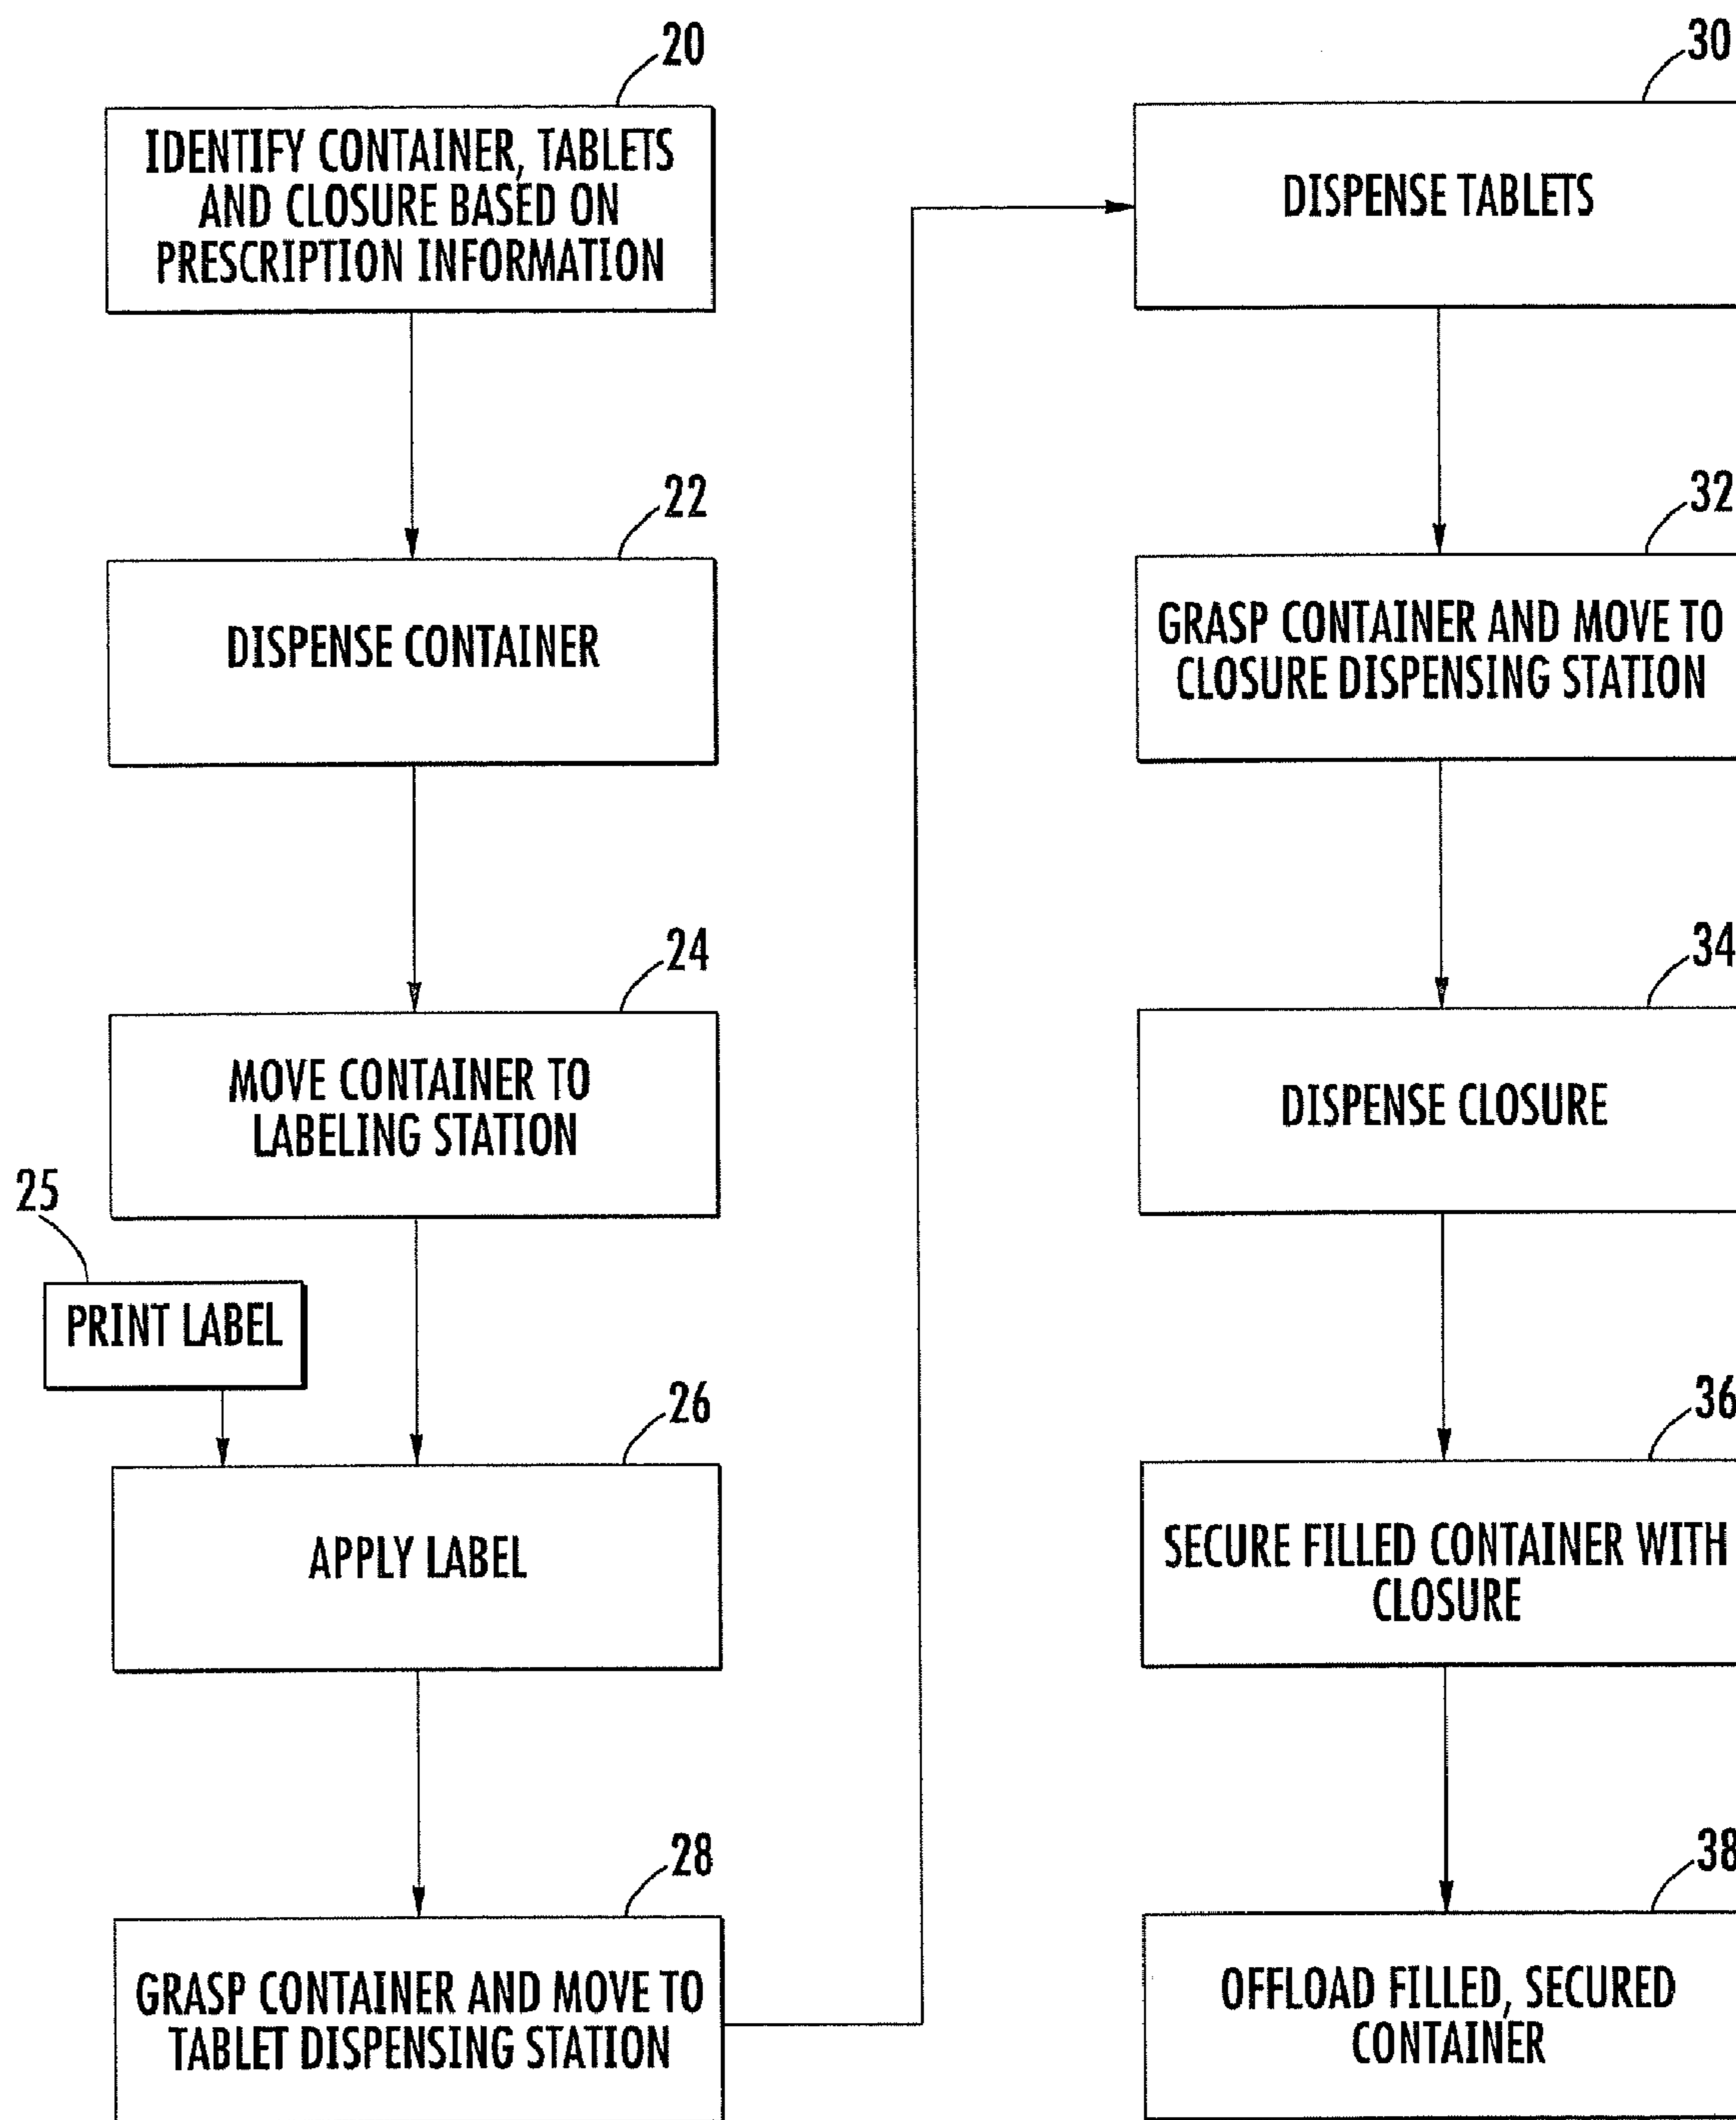 20
IDENTIFY CONTAINER, TABLETS
AND CLOSURE BASED ON
PRESCRIPTION INFORMATION
22
DISPENSE CONTAINER
24
MOVE CONTAINER TO
LABELING STATION
25
PRINT LABEL
26
APPLY LABEL
28
GRASP CONTAINER AND MOVE TO
TABLET DISPENSING STATION
30
DISPENSE TABLETS
32
GRASP CONTAINER AND MOVE TO
CLOSURE DISPENSING STATION
34
DISPENSE CLOSURE
36
SECURE FILLED CONTAINER WITH
CLOSURE
38
OFFLOAD FILLED, SECURED
CONTAINER